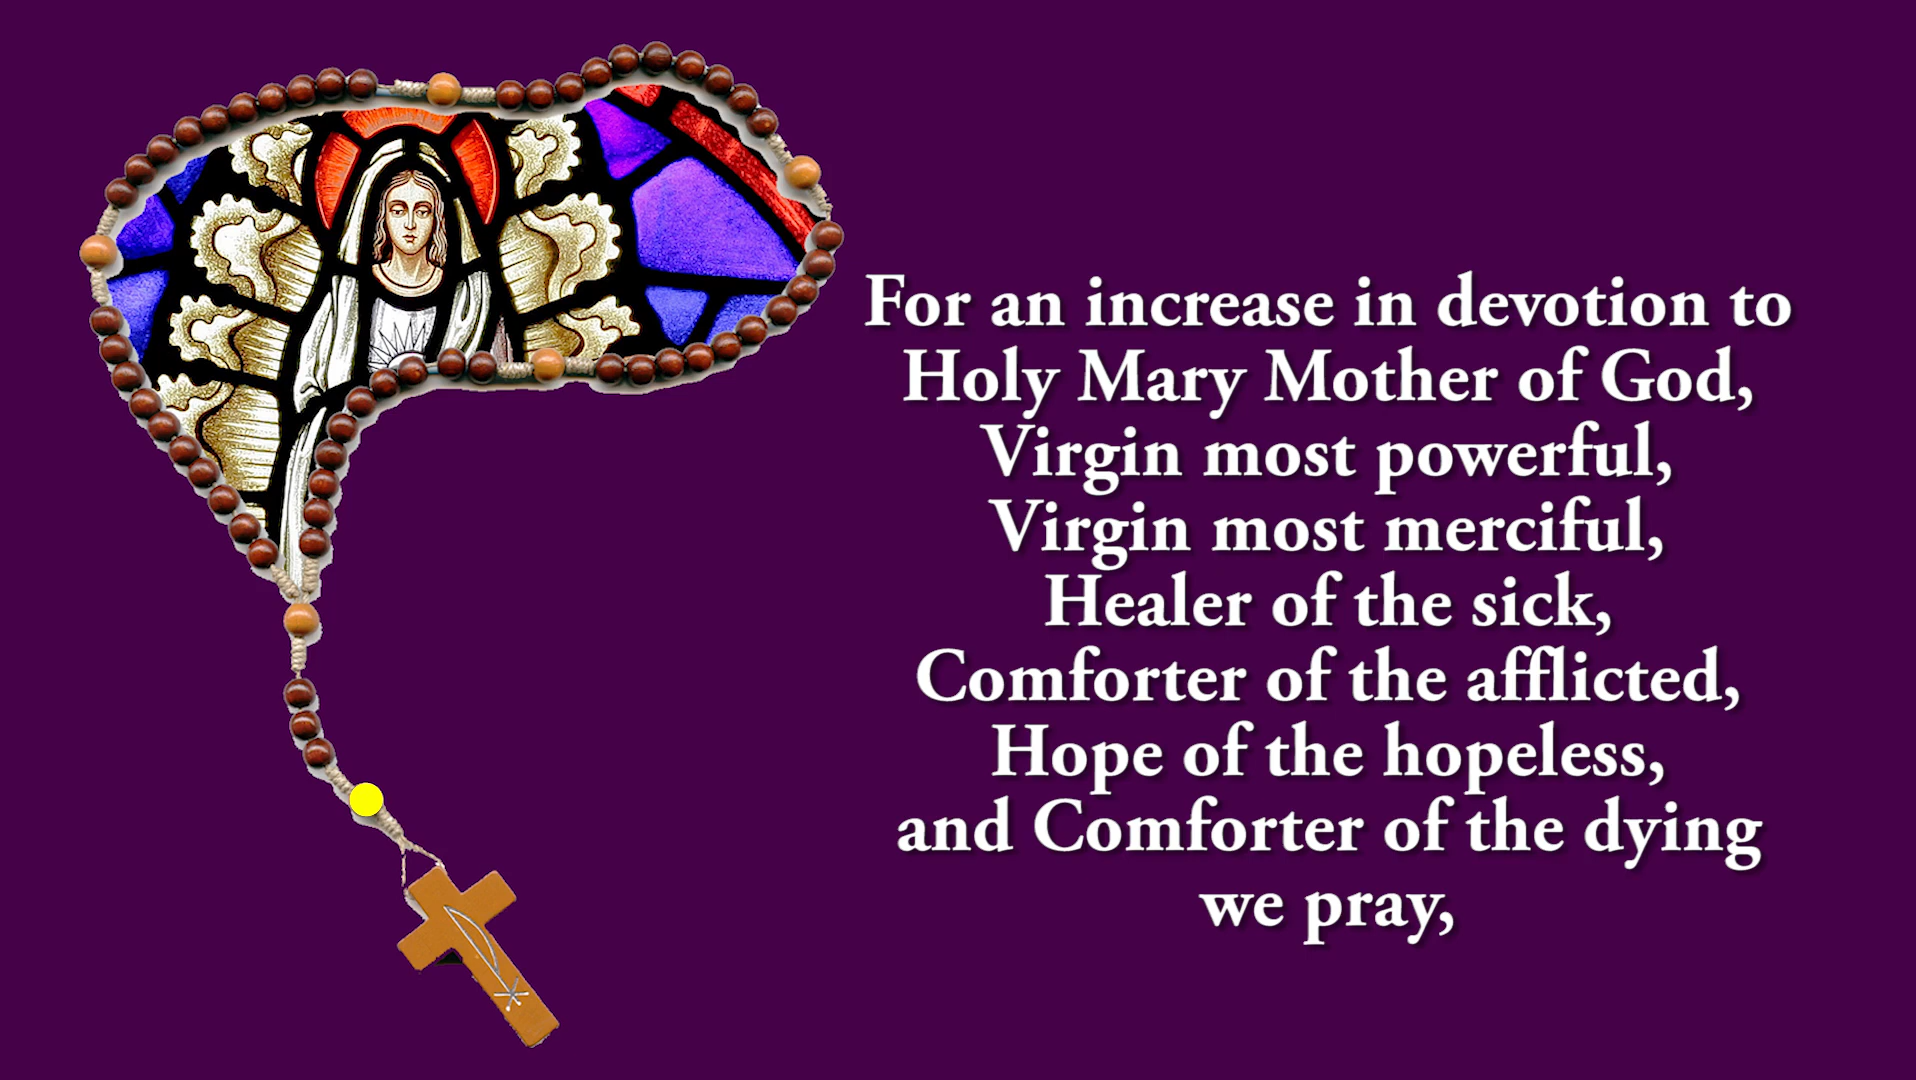 For an increase in devotion to
Holy Mary Mother of God,
Virgin most powerful,
Virgin most merciful,
Healer of the sick,
Comforter of the afflicted,
Hope of the hopeless,
and Comforter of the dying
we pray,